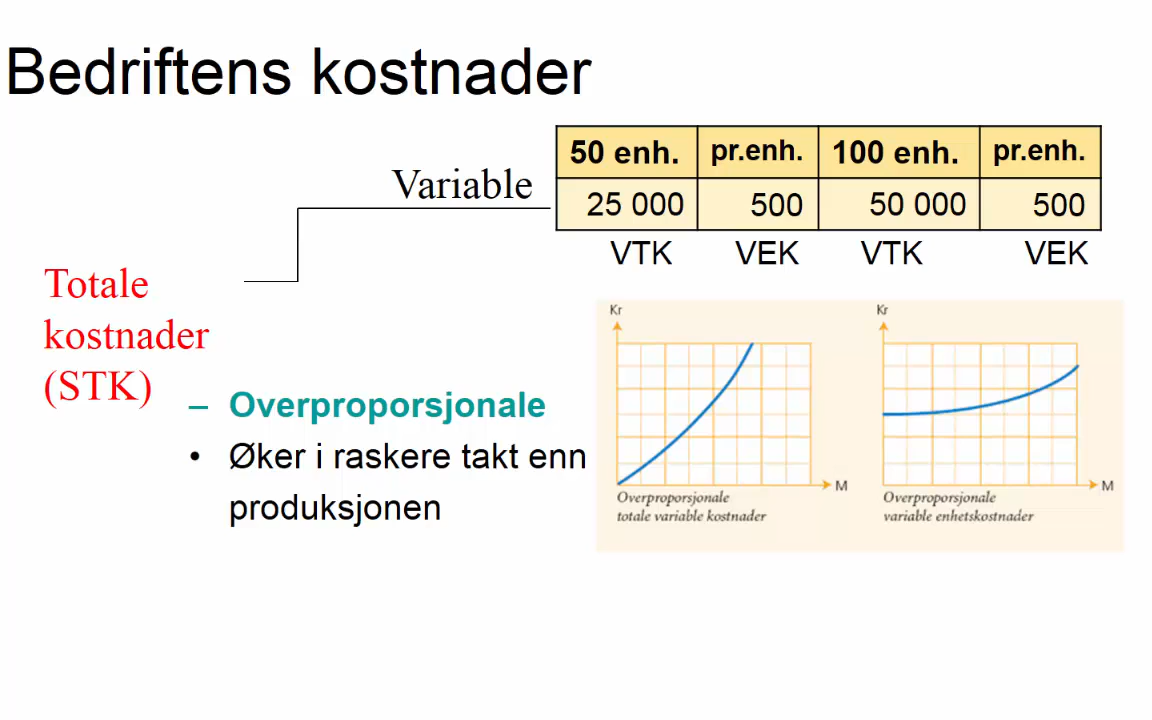 Bedriftens kostnader
50 enh. pr.enh. 100 enh. pr.enh.
Variable
25 000 500 50 000 500
VTK VEK VTK VEK
Totale
kostnader
(STK)
– Overproporsjonale
• Øker i raskere takt enn
produksjonen
Kr
M
Overproporsjonale
totale variable kostnader
Kr
M
Overproporsjonale
variable enhetskostnader